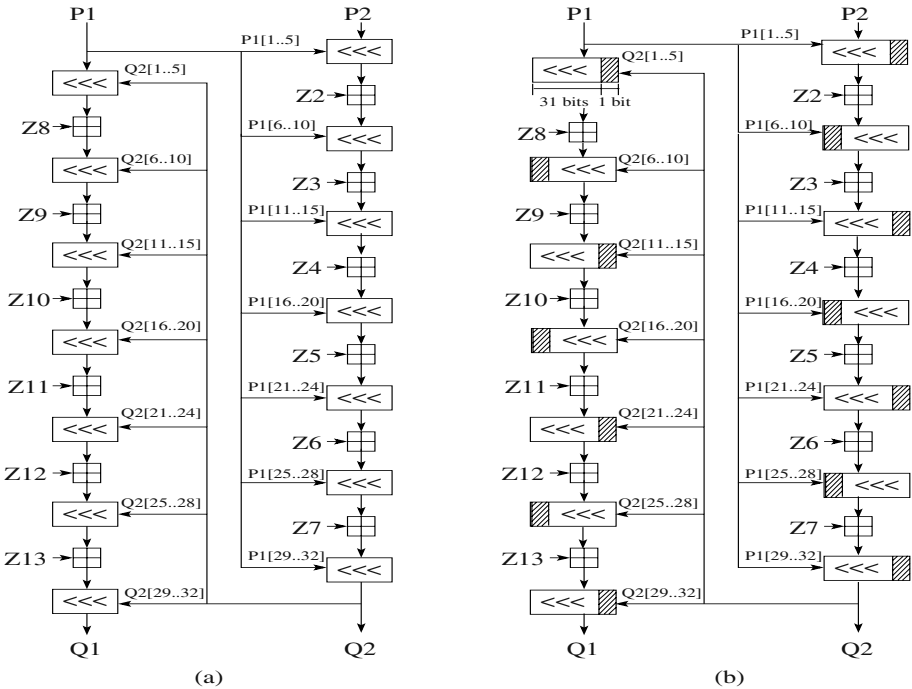 P1 P2
P1[1..5]
<<<
Q2[1..5]
<<<
Z2
Z8
P1[6..10]
<<<
Q2[6..10]
<<<
Z3
Z9
P1[11..15]
<<<
Q2[11..15]
<<<
Z4
Z10
P1[16..20]
<<<
Q2[16..20]
<<<
Z5
Z11
P1[21..24]
<<<
Q2[21..24]
<<<
Z6
Z12
P1[25..28]
<<<
Q2[25..28]
<<<
Z7
Z13
P1[29..32]
<<<
Q2[29..32]
<<<
Q1 Q2
(a)
P1 P2
P1[1..5]
<<<
Q2[1..5]
<<<
31 bits 1 bit
Z2
Z8
P1[6..10]
<<<
Q2[6..10]
<<<
Z3
Z9
P1[11..15]
<<<
Q2[11..15]
<<<
Z4
Z10
P1[16..20]
<<<
Q2[16..20]
<<<
Z5
Z11
P1[21..24]
<<<
Q2[21..24]
<<<
Z6
Z12
P1[25..28]
<<<
Q2[25..28]
<<<
Z7
Z13
P1[29..32]
<<<
Q2[29..32]
<<<
Q1 Q2
(b)